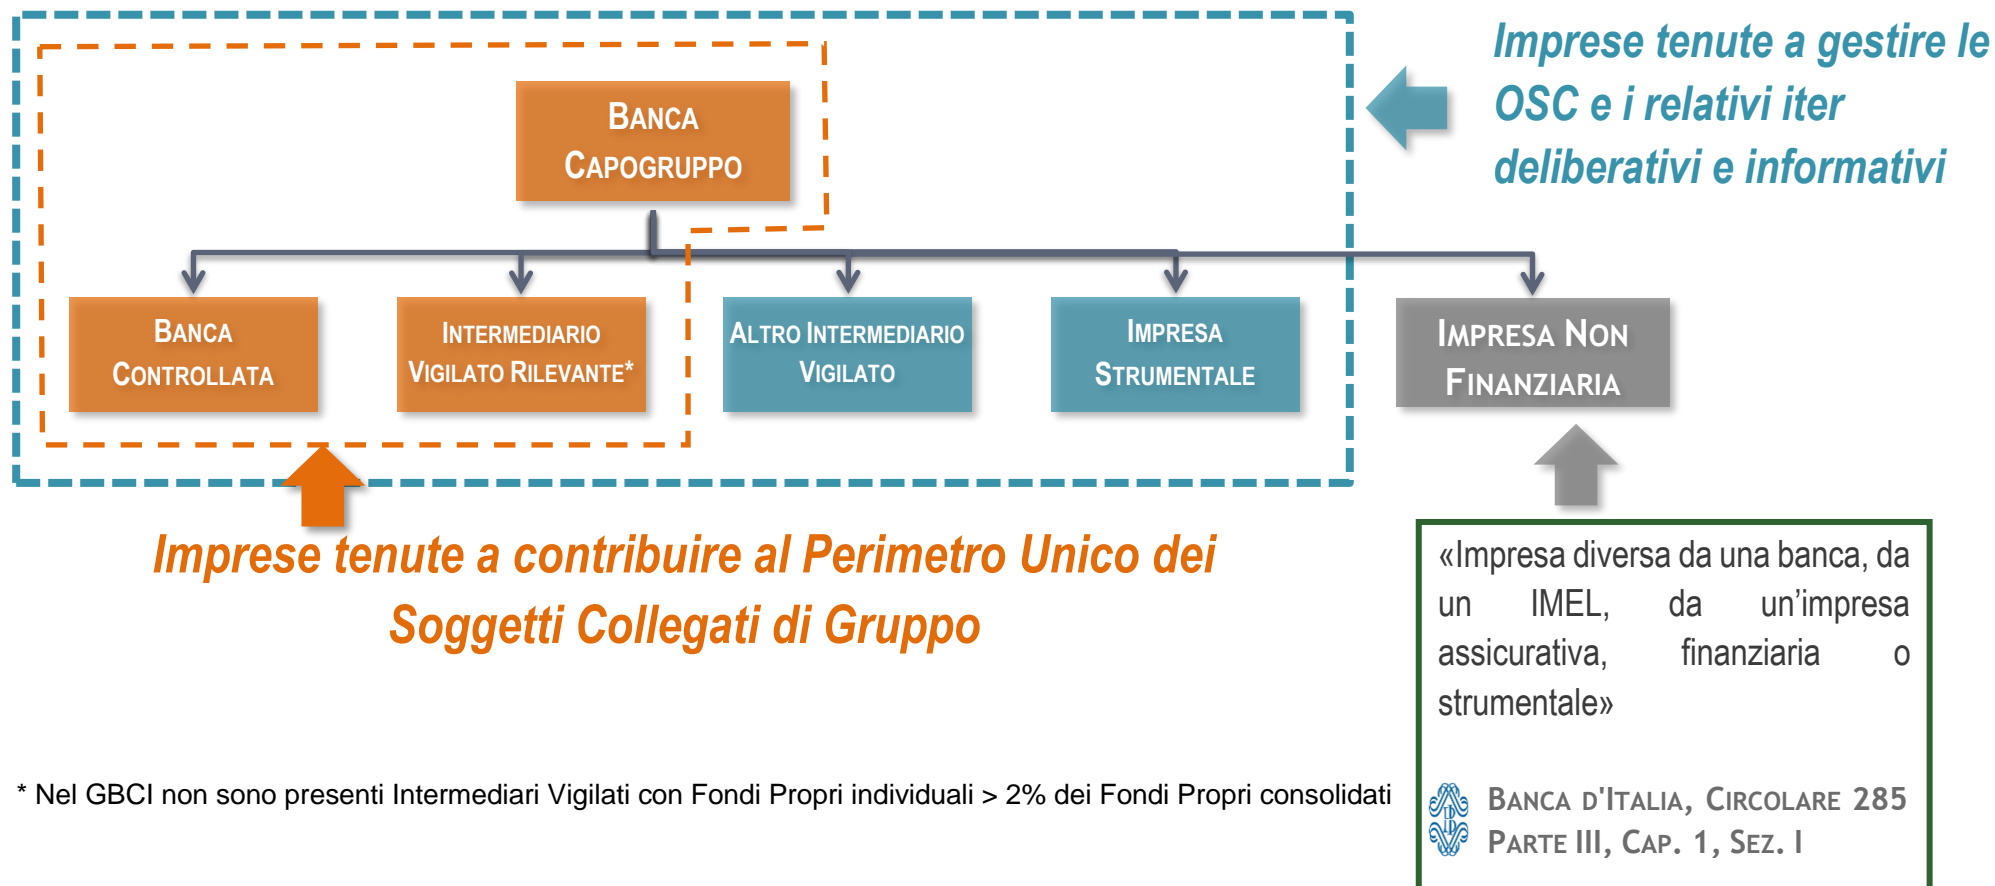 Imprese tenute a gestire le
OSC e i relativi iter
deliberativi e informativi
BANCA
CAPOGRUPPO
BANCA
CONTROLLATA
INTERMEDIARIO
VIGILATO RILEVANTE*
ALTRO INTERMEDIARIO
VIGILATO
IMPRESA
STRUMENTALE
IMPRESA NON
FINANZIARIA
Imprese tenute a contribuire al Perimetro Unico dei
Soggetti Collegati di Gruppo
«Impresa diversa da una banca, da
un IMEL, da un’impresa
assicurativa, finanziaria o
strumentale»
BANCA D'ITALIA, CIRCOLARE 285
PARTE III, CAP. 1, SEZ. I
* Nel GBCI non sono presenti Intermediari Vigilati con Fondi Propri individuali > 2% dei Fondi Propri consolidati